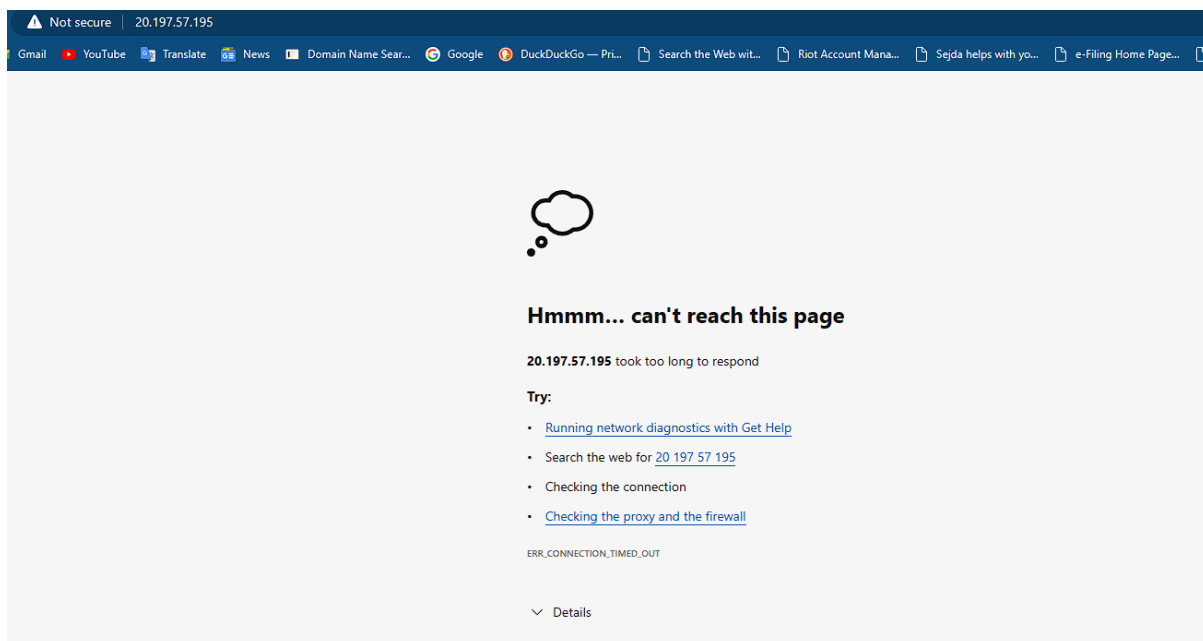 Not secure 20.197.57.195
Gmail YouTube Translate News Domain Name Sear... Google DuckDuckGo — Pri... Search the Web wit... Riot Account Mana... Sejda helps with yo... e-Filing Home Page...
Hmmm... can't reach this page
20.197.57.195 took too long to respond
Try:
• Running network diagnostics with Get Help
• Search the web for 20 197 57 195
• Checking the connection
• Checking the proxy and the firewall
ERR_CONNECTION_TIMED_OUT
Details